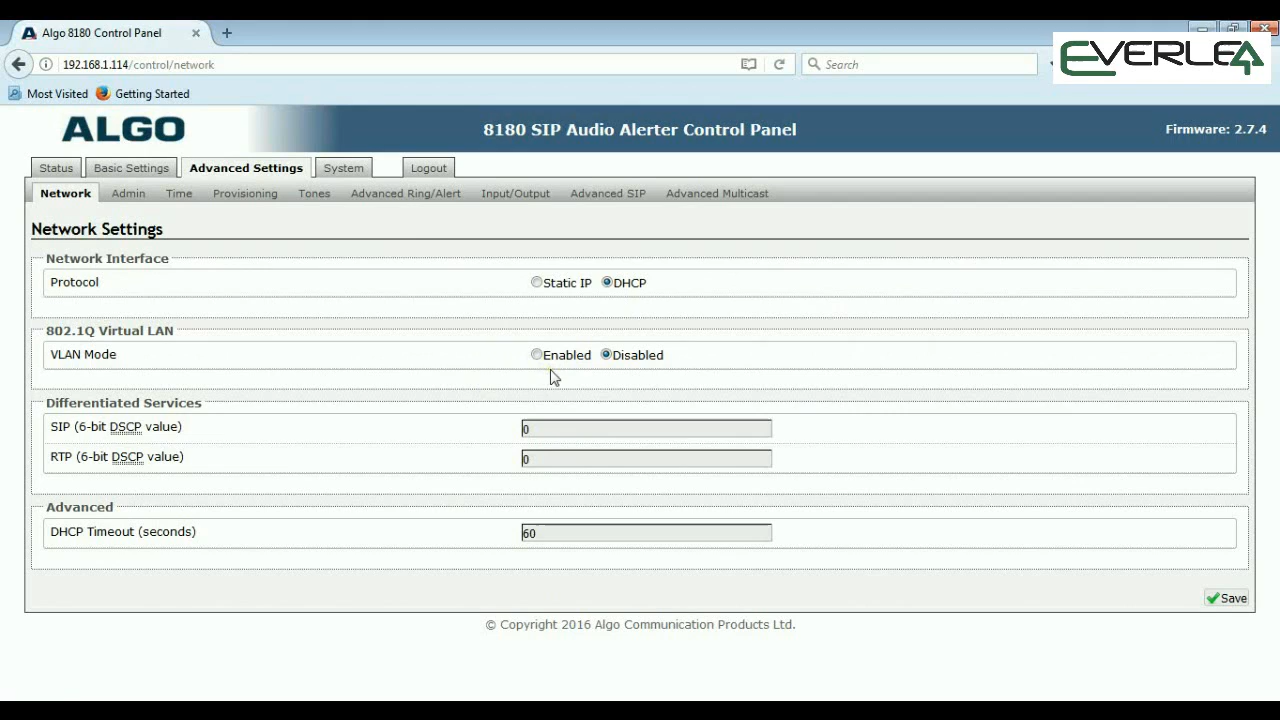 Algo 8180 Control Panel
192.168.1.114/control/network
Search
EVERLEA
Most Visited Getting Started
ALGO
8180 SIP Audio Alerter Control Panel
Firmware: 2.7.4
Status Basic Settings Advanced Settings System Logout
Network Admin Time Provisioning Tones Advanced Ring/Alert Input/Output Advanced SIP Advanced Multicast
Network Settings
Network Interface
Protocol Static IP DHCP
802.1Q Virtual LAN
VLAN Mode Enabled Disabled
Differentiated Services
SIP (6-bit DSCP value) 0
RTP (6-bit DSCP value) 0
Advanced
DHCP Timeout (seconds) 60
Save
© Copyright 2016 Algo Communication Products Ltd.